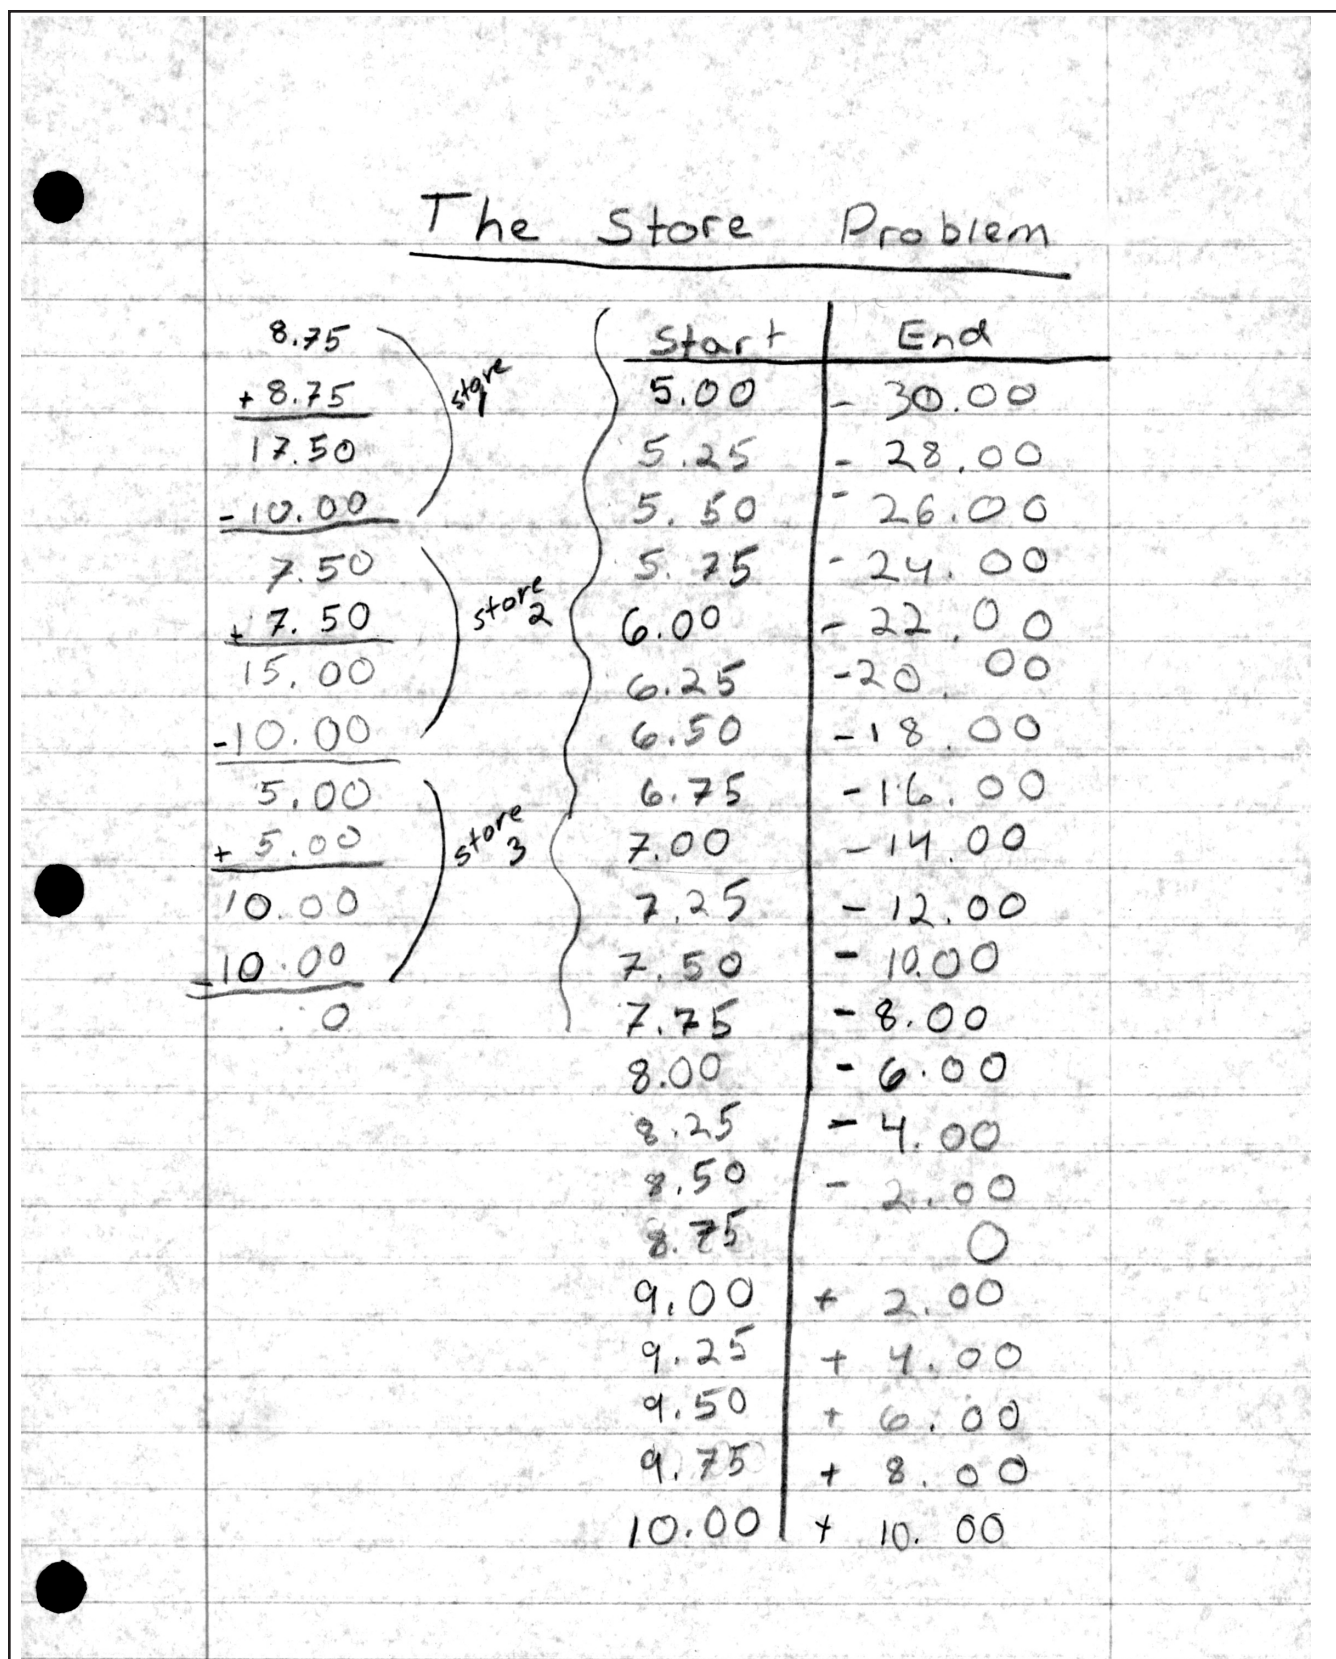 The Store Problem
8.75
+ 8.75
17.50
- 10.00
7.50
+ 7.50
15.00
- 10.00
5.00
+ 5.00
10.00
- 10.00
0
store 1
store 2
store 3
Start End
5.00 - 30.00
5.25 - 28.00
5.50 - 26.00
5.75 - 24.00
6.00 - 22.00
6.25 - 20.00
6.50 - 18.00
6.75 - 16.00
7.00 - 14.00
7.25 - 12.00
7.50 - 10.00
7.75 - 8.00
8.00 - 6.00
8.25 - 4.00
8.50 - 2.00
8.75 0
9.00 + 2.00
9.25 + 4.00
9.50 + 6.00
9.75 + 8.00
10.00 + 10.00